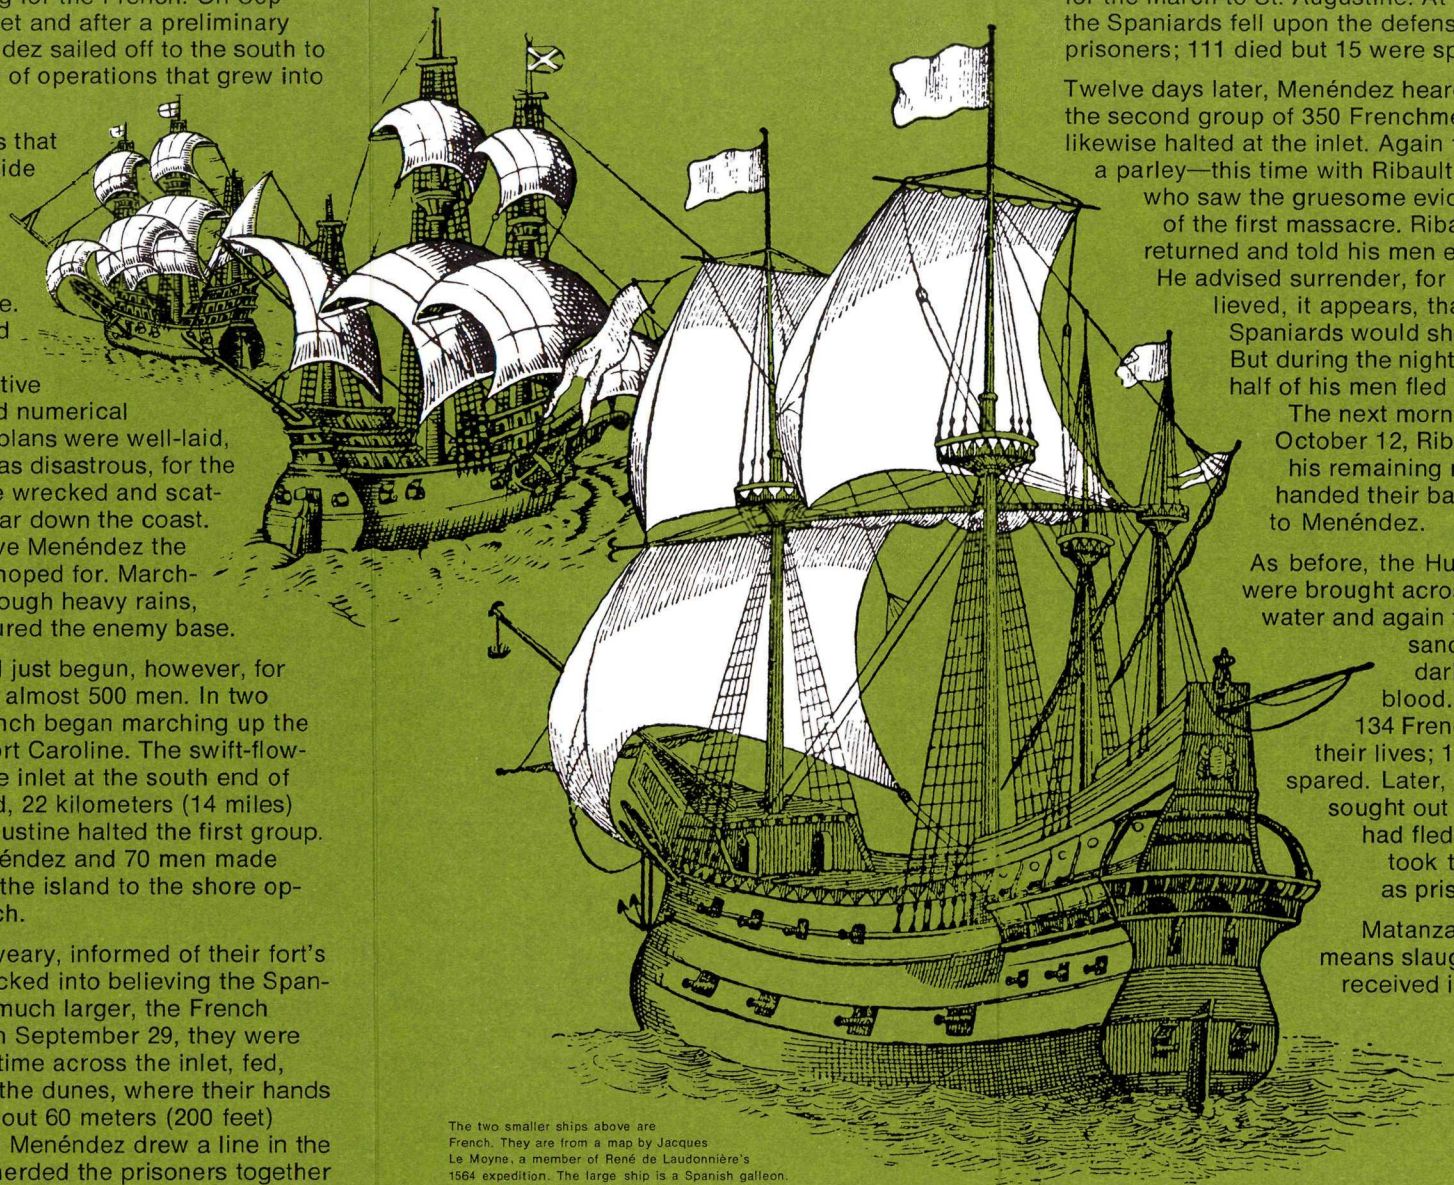 g for the French. On Sep-
et and after a preliminary
dez sailed off to the south to
of operations that grew into
s that
ide
e.
d
tive
d numerical
plans were well-laid,
as disastrous, for the
e wrecked and scat-
ar down the coast.
ve Menéndez the
hoped for. March-
ough heavy rains,
ured the enemy base.
l just begun, however, for
almost 500 men. In two
nch began marching up the
ort Caroline. The swift-flow-
e inlet at the south end of
d, 22 kilometers (14 miles)
gustine halted the first group.
éndez and 70 men made
the island to the shore op-
ch.
weary, informed of their fort's
cked into believing the Span-
much larger, the French
n September 29, they were
time across the inlet, fed,
the dunes, where their hands
out 60 meters (200 feet)
Menéndez drew a line in the
herded the prisoners together
The two smaller ships above are
French. They are from a map by Jacques
Le Moyne, a member of René de Laudonnière's
1564 expedition. The large ship is a Spanish galleon.
for the march to St. Augustine. At
the Spaniards fell upon the defens
prisoners; 111 died but 15 were sp
Twelve days later, Menéndez hear
the second group of 350 Frenchme
likewise halted at the inlet. Again
a parley—this time with Ribault
who saw the gruesome evid
of the first massacre. Riba
returned and told his men e
He advised surrender, for
lieved, it appears, tha
Spaniards would sh
But during the night
half of his men fled
The next morn
October 12, Rib
his remaining
handed their ba
to Menéndez.
As before, the Hu
were brought acro
water and again
sand
dar
blood.
134 Fren
their lives; 1
spared. Later,
sought out
had fled
took t
as pris
Matanza
means slaug
received i